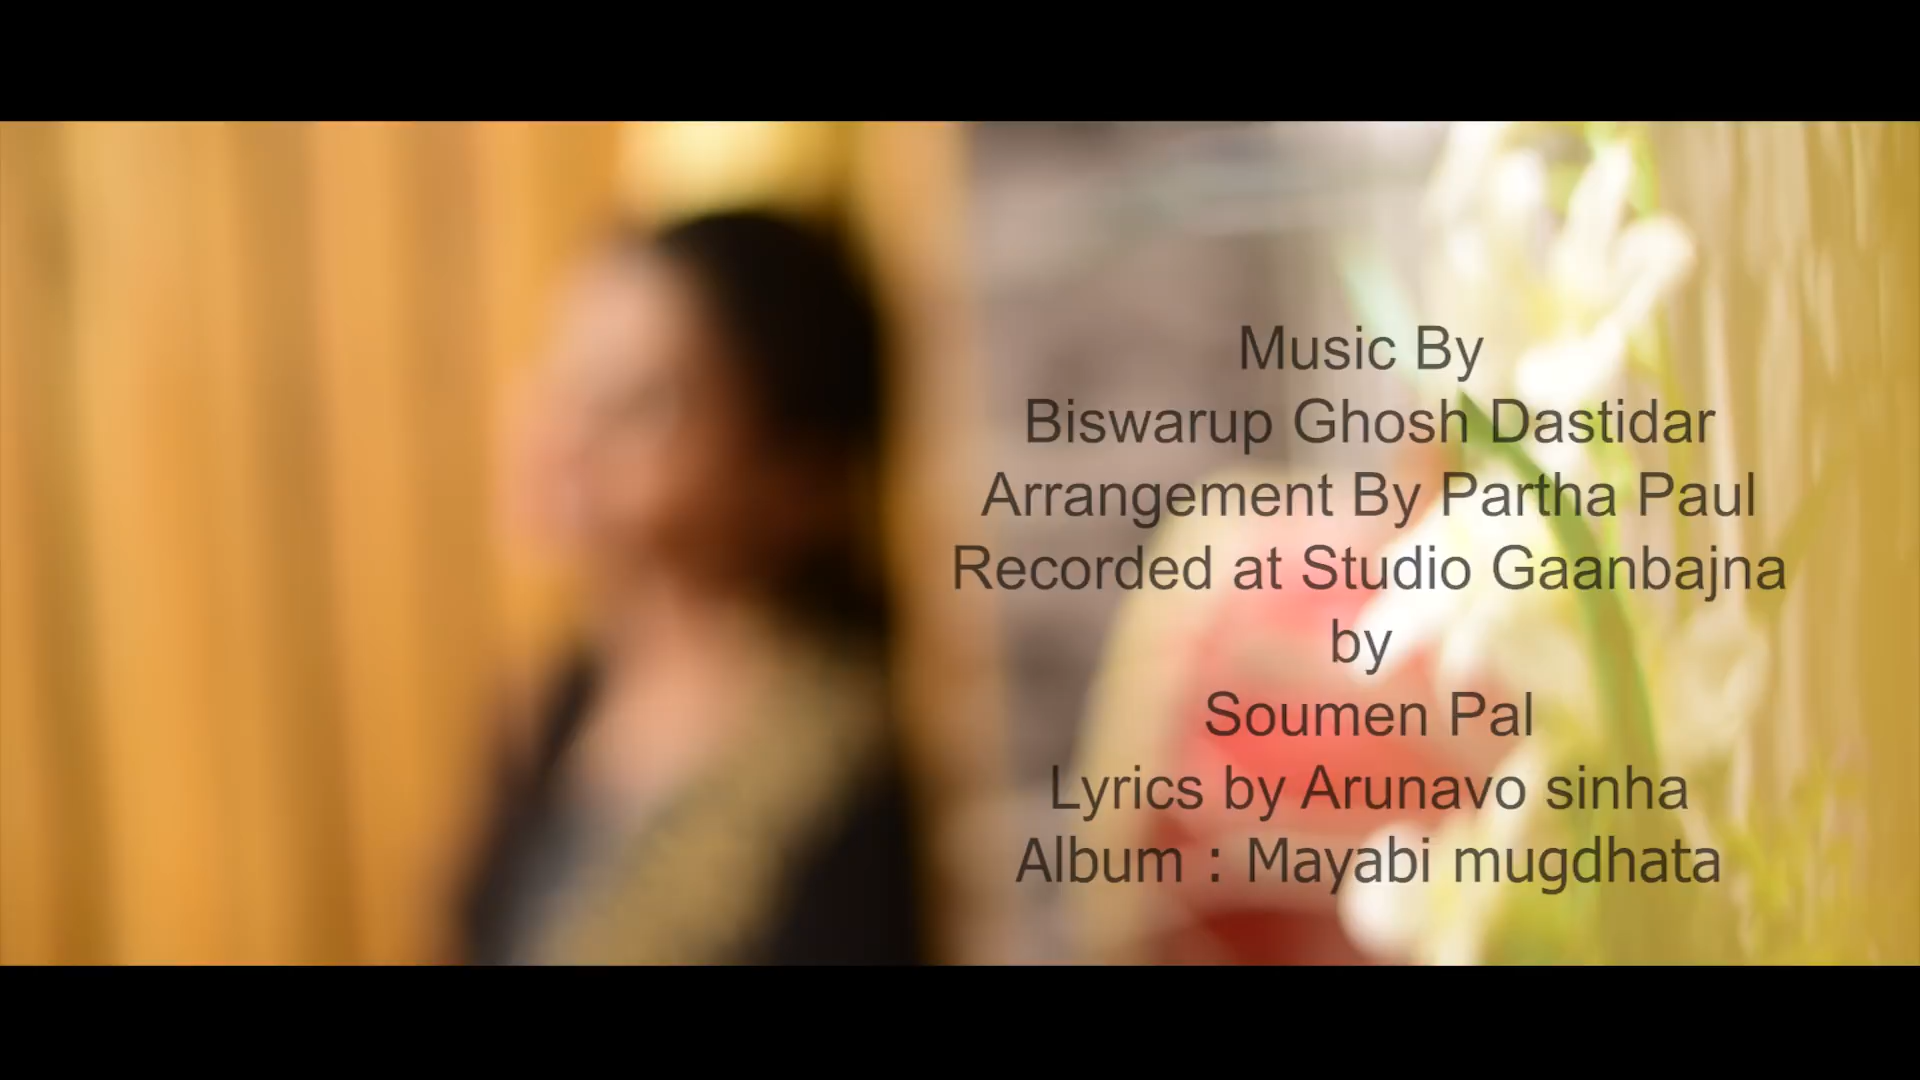 Music By
Biswarup Ghosh Dastidar
Arrangement By Partha Paul
Recorded at Studio Gaanbajna
by
Soumen Pal
Lyrics by Arunavo sinha
Album : Mayabi mugdhata